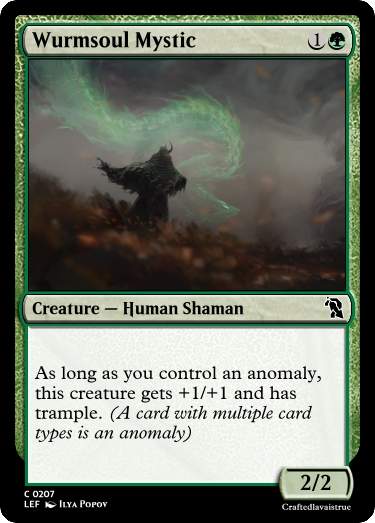 Wurmsoul Mystic 1
Creature — Human Shaman
As long as you control an anomaly,
this creature gets +1/+1 and has
trample. (A card with multiple card
types is an anomaly)
2/2
C 0207
LEF Ilya Popov
Craftedlavaistrue